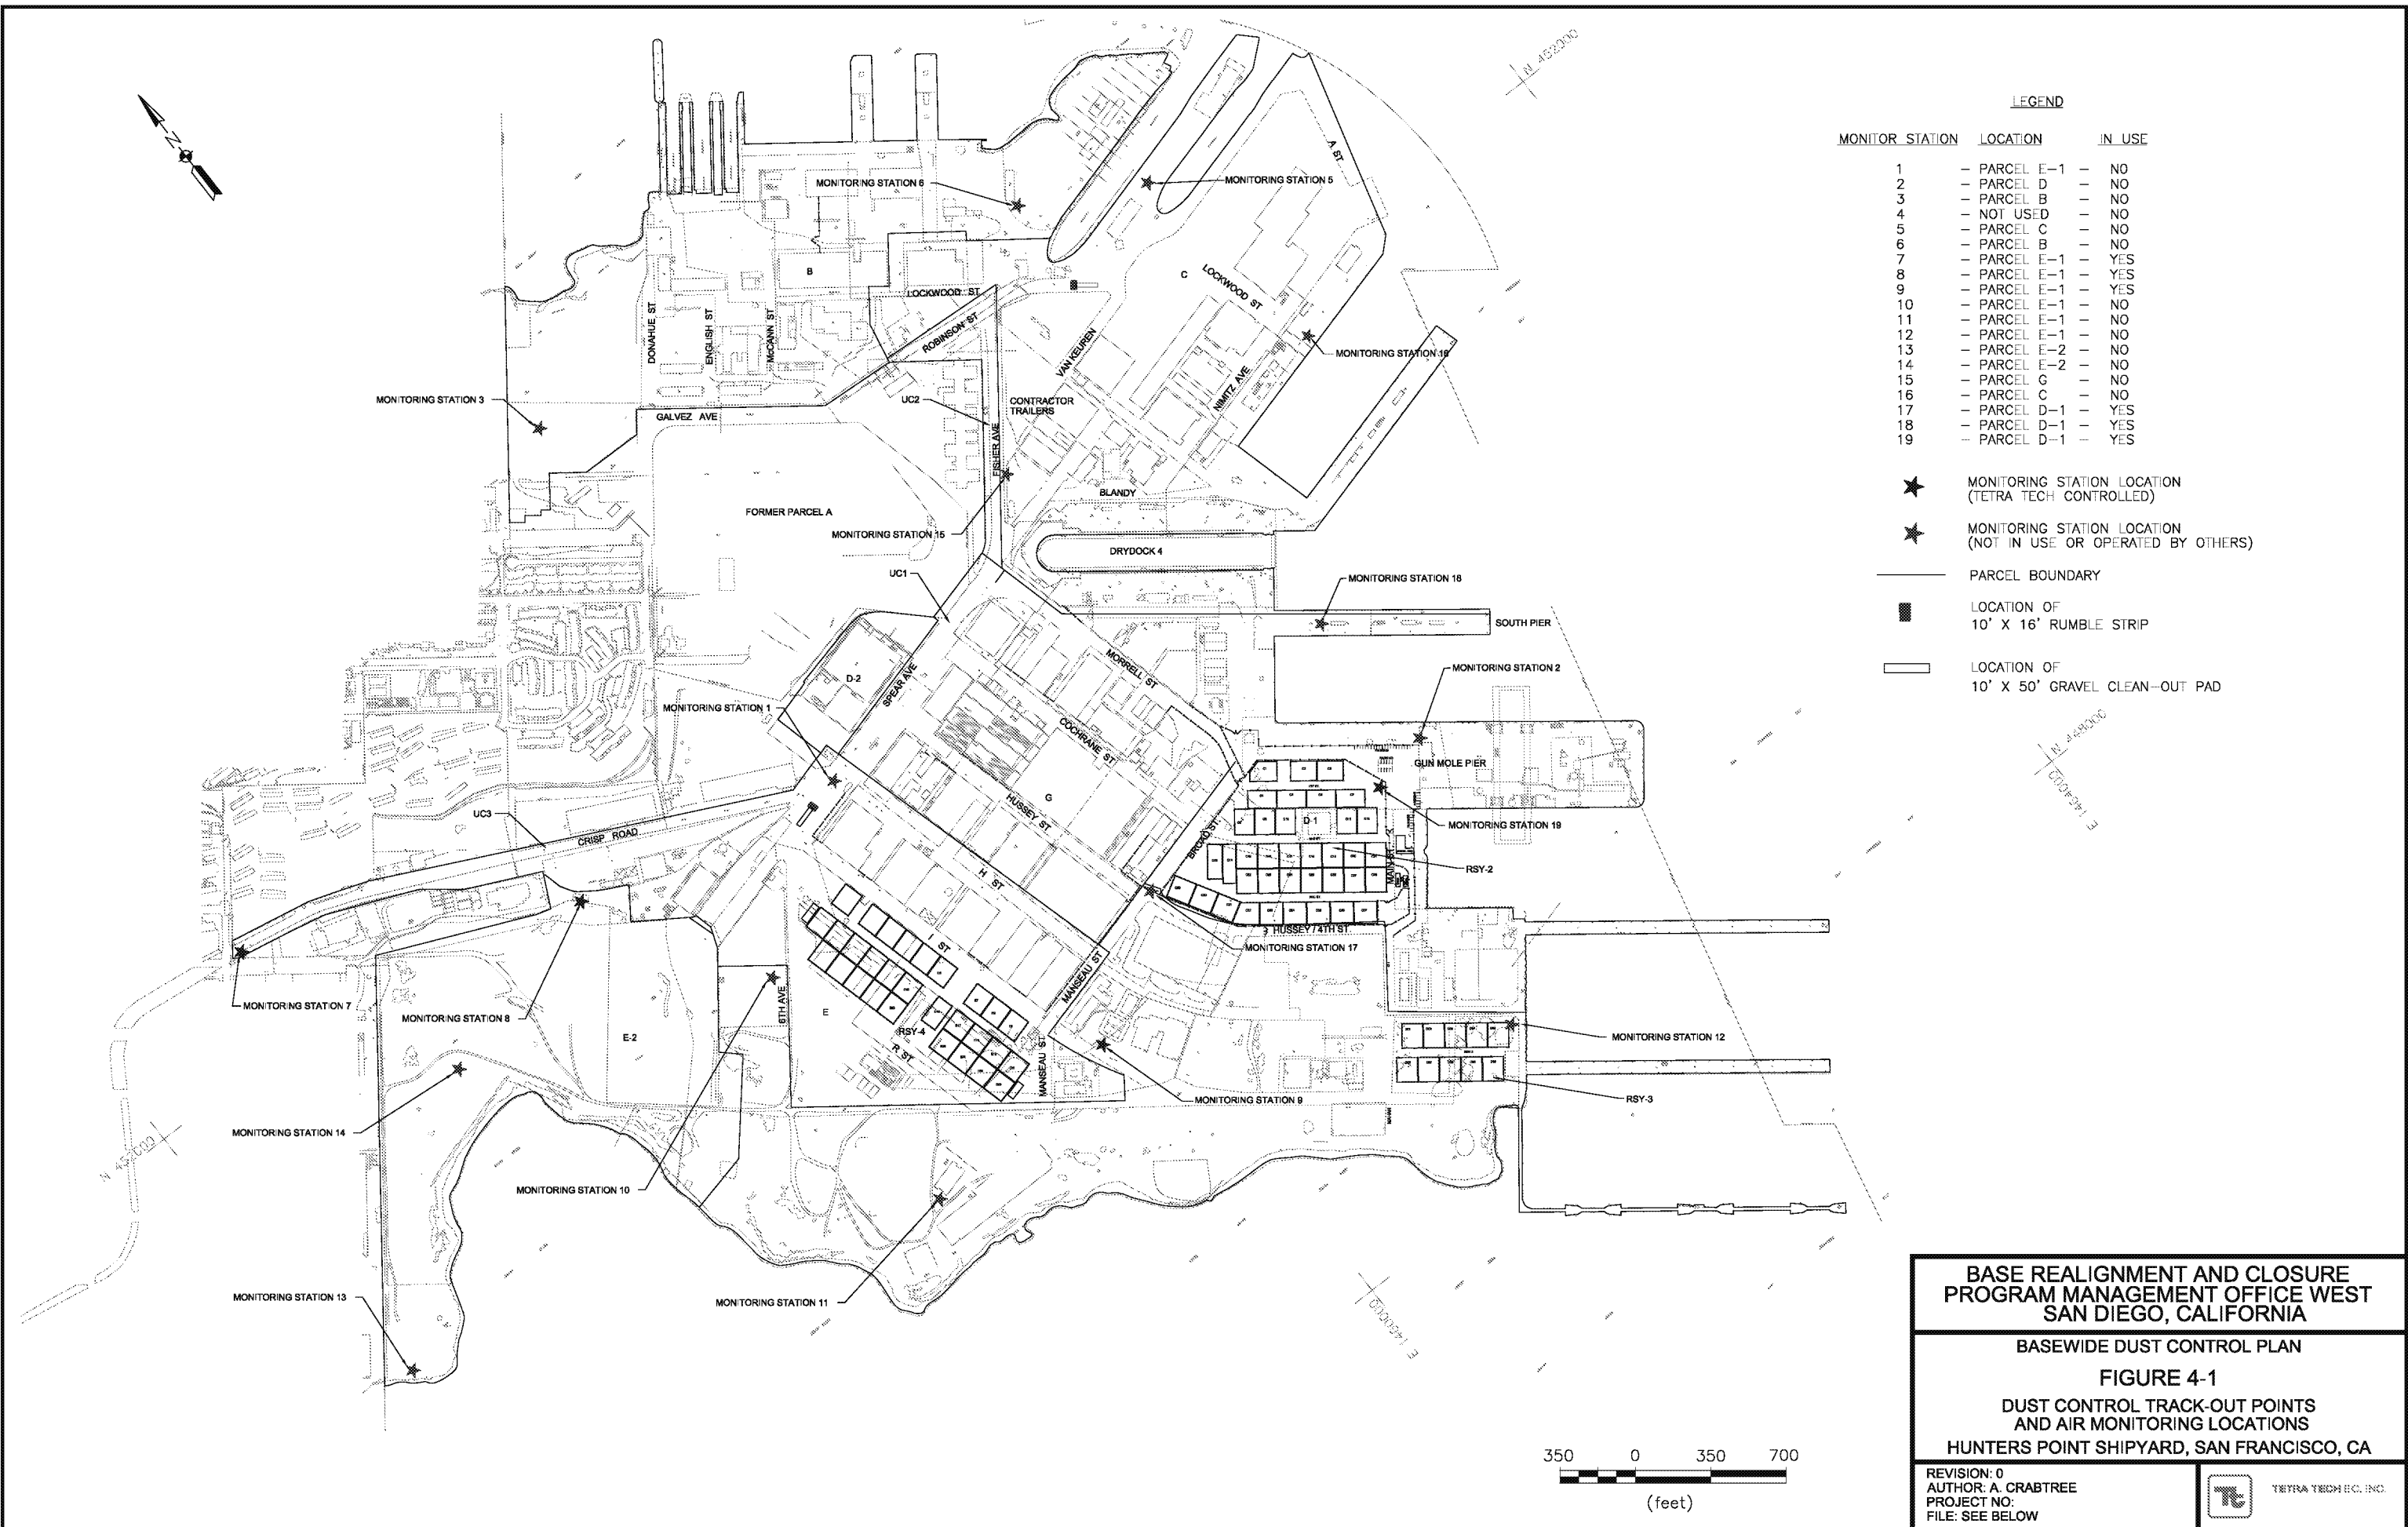 N 452000
LEGEND
MONITOR STATION LOCATION IN USE
1 - PARCEL E-1 - NO
2 - PARCEL D - NO
3 - PARCEL B - NO
4 - NOT USED - NO
5 - PARCEL C - NO
6 - PARCEL B - NO
7 - PARCEL E-1 - YES
8 - PARCEL E-1 - YES
9 - PARCEL E-1 - YES
10 - PARCEL E-1 - NO
11 - PARCEL E-1 - NO
12 - PARCEL E-1 - NO
13 - PARCEL E-2 - NO
14 - PARCEL E-2 - NO
15 - PARCEL G - NO
16 - PARCEL C - NO
17 - PARCEL D-1 - YES
18 - PARCEL D-1 - YES
19 - PARCEL D-1 - YES
MONITORING STATION LOCATION
(TETRA TECH CONTROLLED)
MONITORING STATION LOCATION
(NOT IN USE OR OPERATED BY OTHERS)
PARCEL BOUNDARY
LOCATION OF
10' X 16' RUMBLE STRIP
LOCATION OF
10' X 50' GRAVEL CLEAN-OUT PAD
N
A ST
MONITORING STATION 6
MONITORING STATION 5
B
C
LOCKWOOD ST
LOCKWOOD ST
ROBINSON ST
DONAHUE ST
ENGLISH ST
McCANN ST
VAN KEUREN
NIMITZ AVE
MONITORING STATION 16
MONITORING STATION 3
GALVEZ AVE
UC2
CONTRACTOR
TRAILERS
FISHER AVE
BLANDY
FORMER PARCEL A
MONITORING STATION 15
DRYDOCK 4
UC1
MONITORING STATION 18
SOUTH PIER
D-2
SPEAR AVE
MORRELL ST
MONITORING STATION 2
MONITORING STATION 1
COCHRANE ST
GUN MOLE PIER
G
HUSSEY ST
N 448000
E 1464000
UC3
CRISP ROAD
BROAD ST
D-1
MONITORING STATION 19
RSY-2
MAIN ST
H ST
HUSSEY / 4TH ST
MONITORING STATION 17
I ST
MANSEAU ST
MONITORING STATION 7
MONITORING STATION 8
6TH AVE
E
E-2
RSY-4
R ST
MANSEAU ST
MONITORING STATION 12
MONITORING STATION 9
RSY-3
MONITORING STATION 14
MONITORING STATION 10
MONITORING STATION 13
MONITORING STATION 11
E 1460000
350 0 350 700
(feet)
BASE REALIGNMENT AND CLOSURE
PROGRAM MANAGEMENT OFFICE WEST
SAN DIEGO, CALIFORNIA
BASEWIDE DUST CONTROL PLAN
FIGURE 4-1
DUST CONTROL TRACK-OUT POINTS
AND AIR MONITORING LOCATIONS
HUNTERS POINT SHIPYARD, SAN FRANCISCO, CA
REVISION: 0
AUTHOR: A. CRABTREE
PROJECT NO:
FILE: SEE BELOW
TETRA TECH EC, INC.